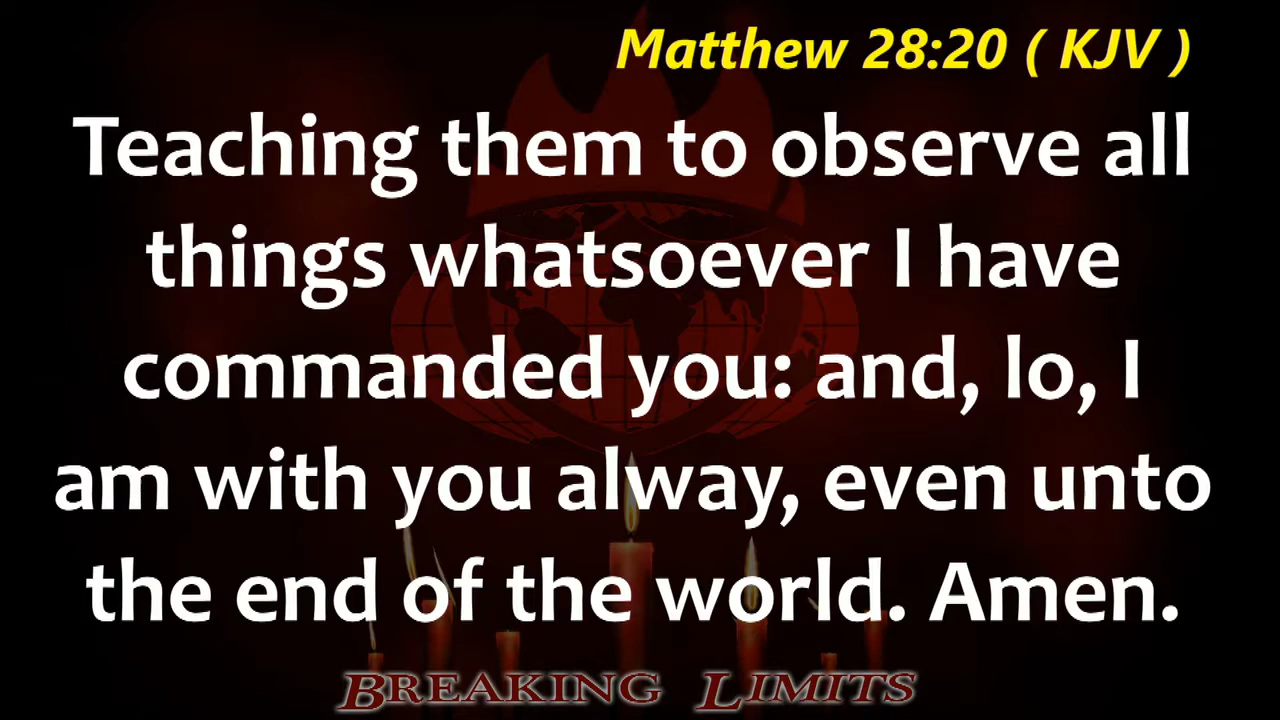 Matthew 28:20 ( KJV )
Teaching them to observe all
things whatsoever I have
commanded you: and, lo, I
am with you alway, even unto
the end of the world. Amen.
BREAKING LIMITS